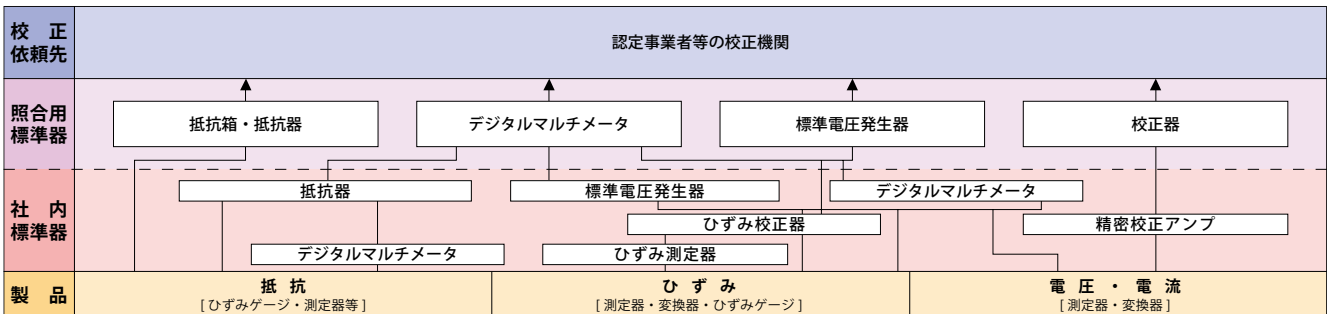 校 正
依頼先
認定事業者等の校正機関
照合用
標準器
抵抗箱・抵抗器
デジタルマルチメータ
標準電圧発生器
校正器
社 内
標準器
抵抗器
標準電圧発生器
デジタルマルチメータ
ひずみ校正器
精密校正アンプ
デジタルマルチメータ
ひずみ測定器
製 品
抵 抗
[ ひずみゲージ・測定器等 ]
ひ ず み
[ 測定器・変換器・ひずみゲージ ]
電 圧 ・ 電 流
[ 測定器・変換器 ]